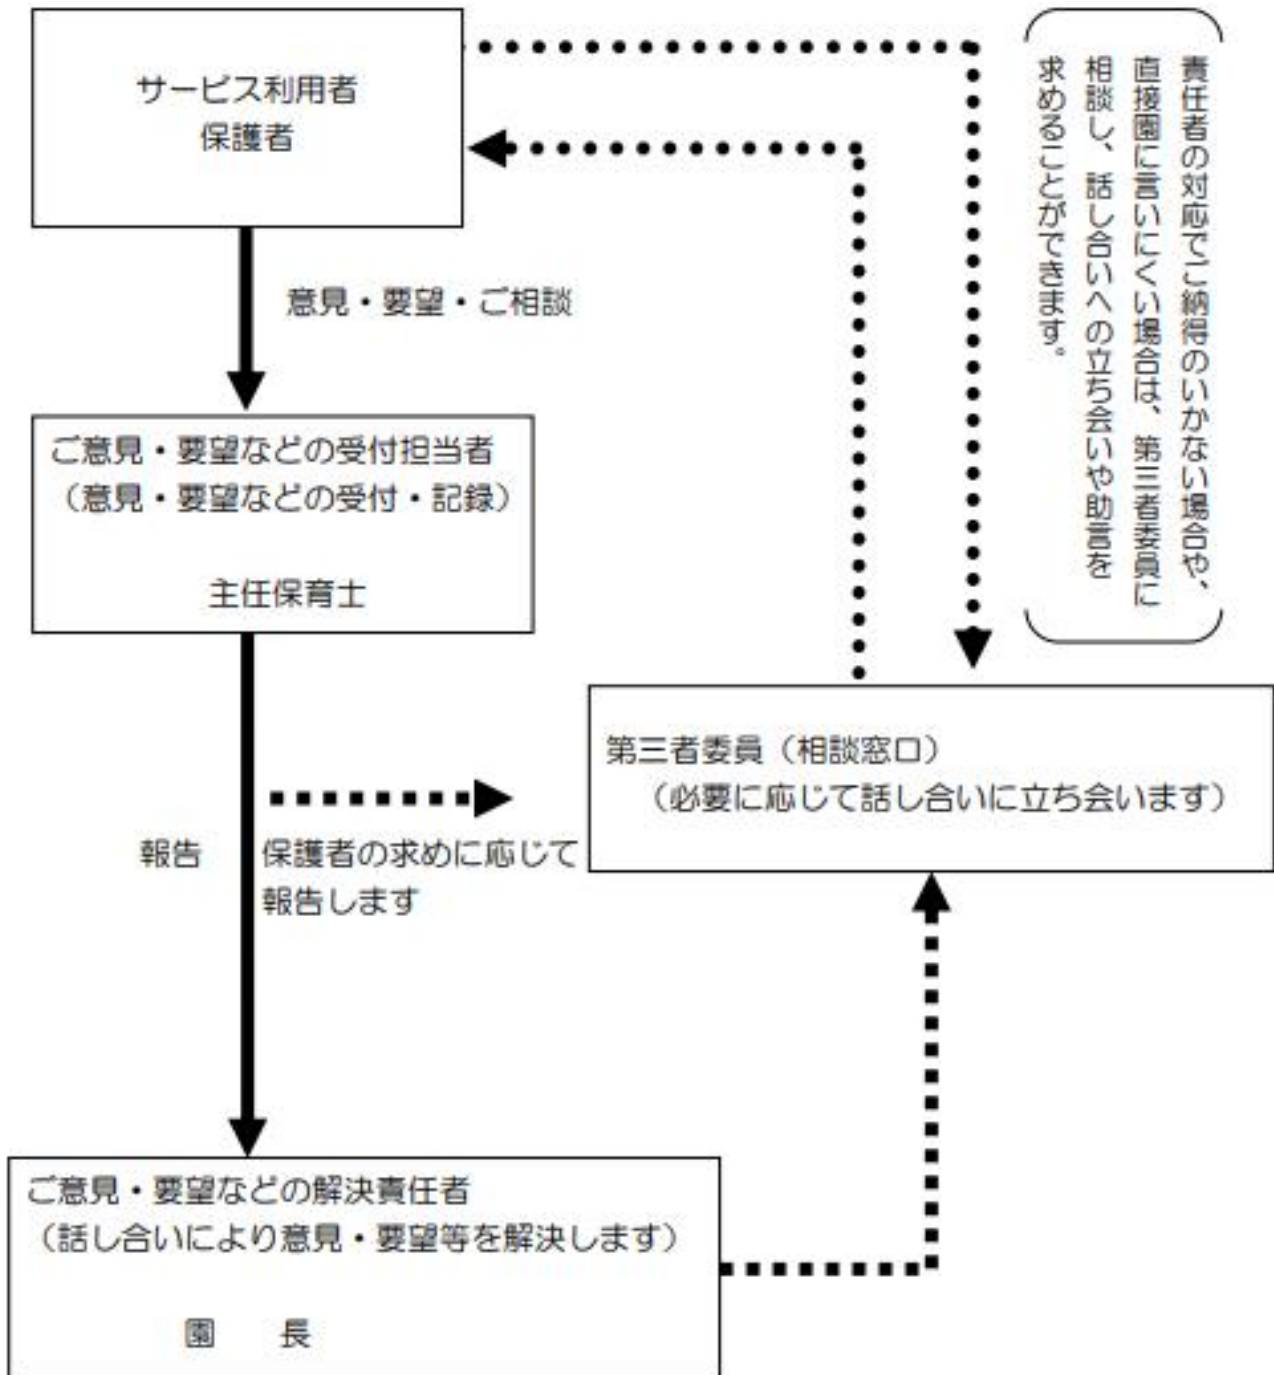 サービス利用者
保護者
責任者の対応でご納得のいかない場合や、
直接園に言いにくい場合は、第三者委員に
相談し、話し合いへの立ち会いや助言を
求めることができます。
意見・要望・ご相談
ご意見・要望などの受付担当者
（意見・要望などの受付・記録）
主任保育士
第三者委員（相談窓口）
（必要に応じて話し合いに立ち会います）
報告
保護者の求めに応じて
報告します
ご意見・要望などの解決責任者
（話し合いにより意見・要望等を解決します）
園　　長